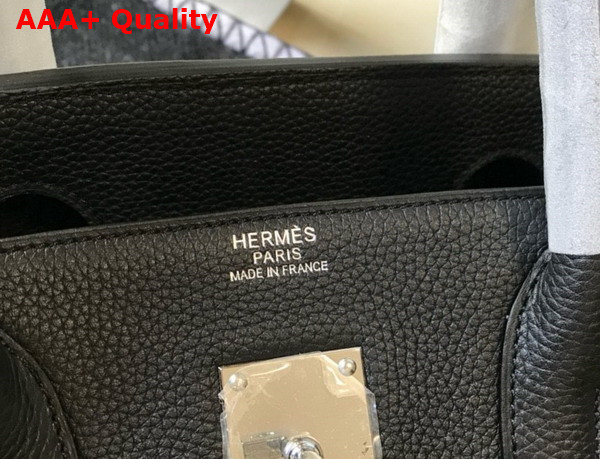 AAA+ Quality
HERMÈS
PARIS
MADE IN FRANCE